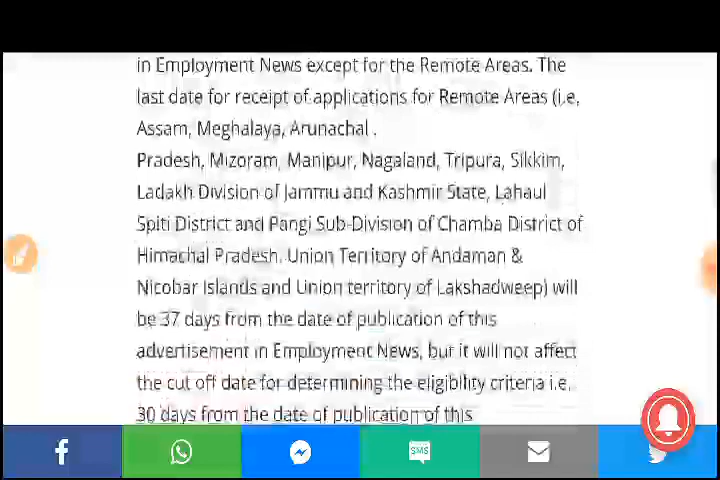 in Employment News except for the Remote Areas. The
last date for receipt of applications for Remote Areas (i.e,
Assam, Meghalaya, Arunachal .
Pradesh, Mizoram, Manipur, Nagaland, Tripura, Sikkim,
Ladakh Division of Jammu and Kashmir State, Lahaul
Spiti District and Pangi Sub-Division of Chamba District of
Himachal Pradesh, Union Territory of Andaman &
Nicobar Islands and Union territory of Lakshadweep) will
be 37 days from the date of publication of this
advertisement in Employment News, but it will not affect
the cut off date for determining the eligibility criteria i.e.
30 days from the date of publication of this
SMS